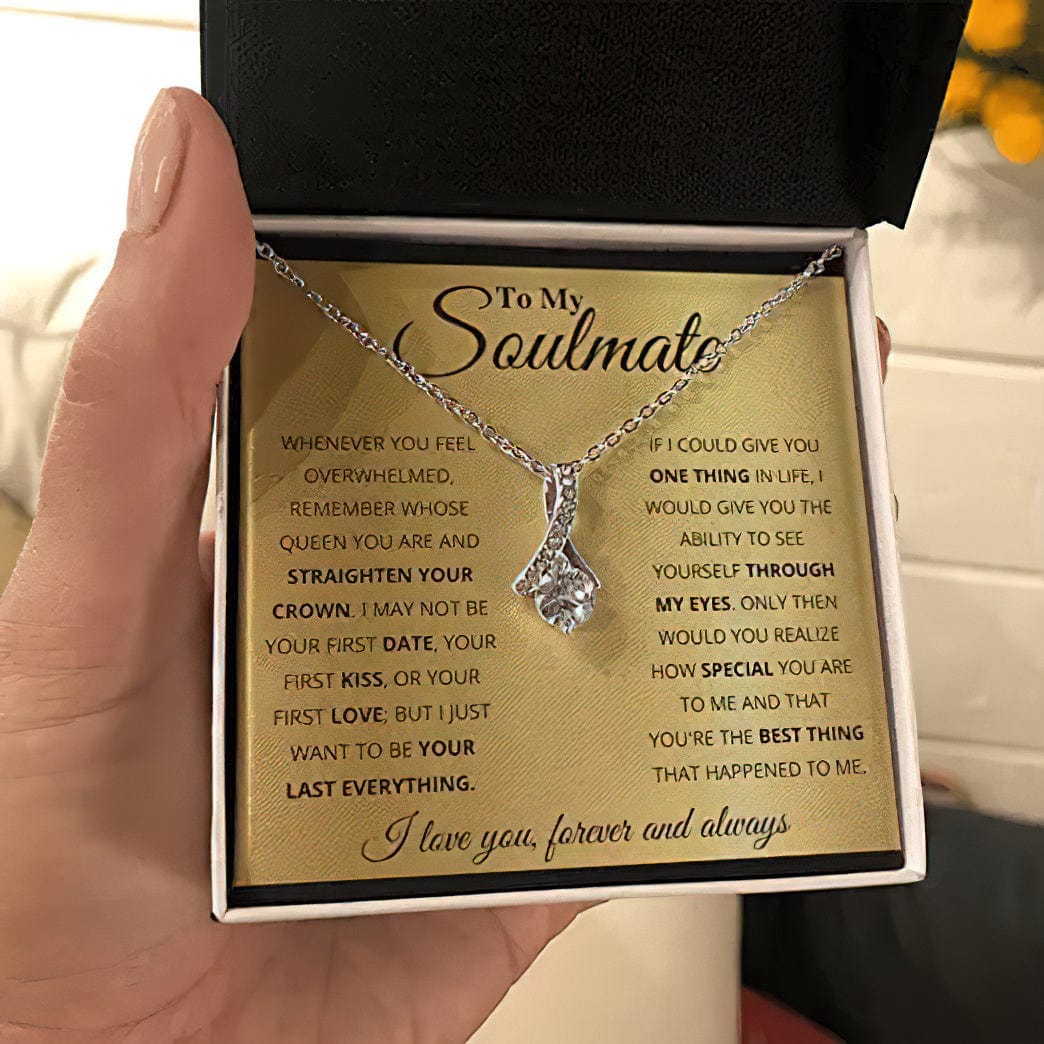 To My
Soulmate
WHENEVER YOU FEEL
OVERWHELMED,
REMEMBER WHOSE
QUEEN YOU ARE AND
STRAIGHTEN YOUR
CROWN. I MAY NOT BE
YOUR FIRST DATE, YOUR
FIRST KISS, OR YOUR
FIRST LOVE; BUT I JUST
WANT TO BE YOUR
LAST EVERYTHING.
IF I COULD GIVE YOU
ONE THING IN LIFE, I
WOULD GIVE YOU THE
ABILITY TO SEE
YOURSELF THROUGH
MY EYES. ONLY THEN
WOULD YOU REALIZE
HOW SPECIAL YOU ARE
TO ME AND THAT
YOU'RE THE BEST THING
THAT HAPPENED TO ME.
I love you, forever and always